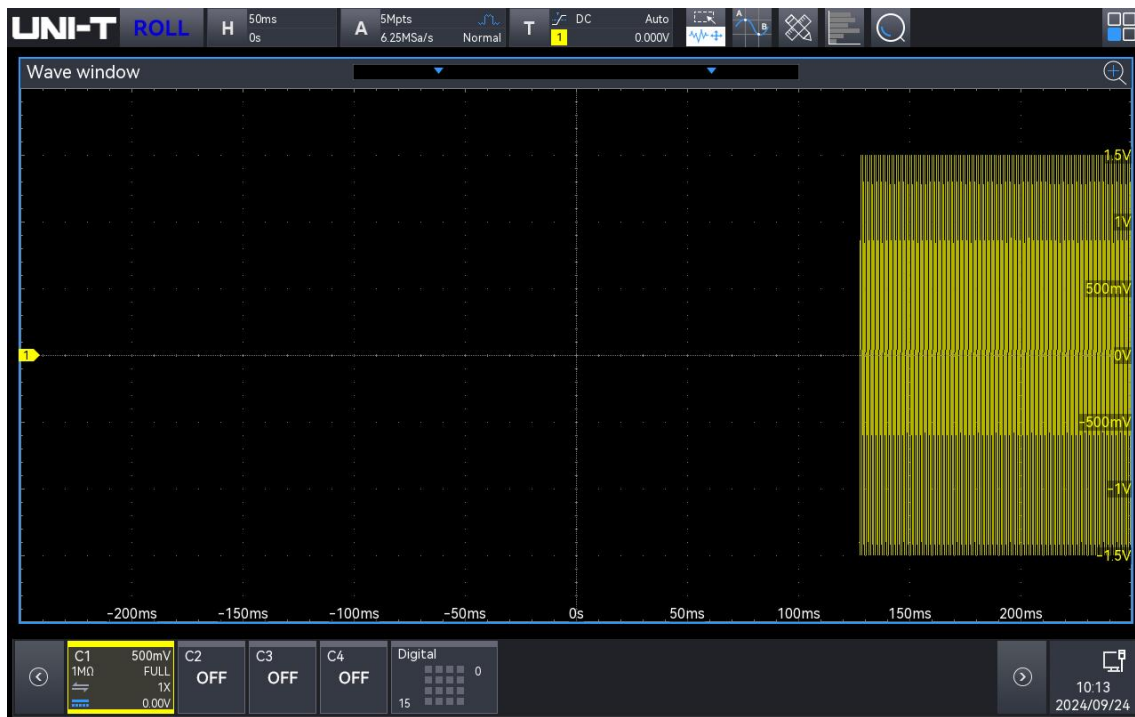 UNI-T ROLL H 50ms 0s A 5Mpts 6.25MSa/s Normal T 1 DC Auto 0.000V A B
Wave window
1.5V
1V
500mV
1 0V
-500mV
-1V
-1.5V
-200ms -150ms -100ms -50ms 0s 50ms 100ms 150ms 200ms
C1 500mV C2 C3 C4 Digital
1MΩ FULL OFF OFF OFF 0
1X
0.00V 15
10:13
2024/09/24